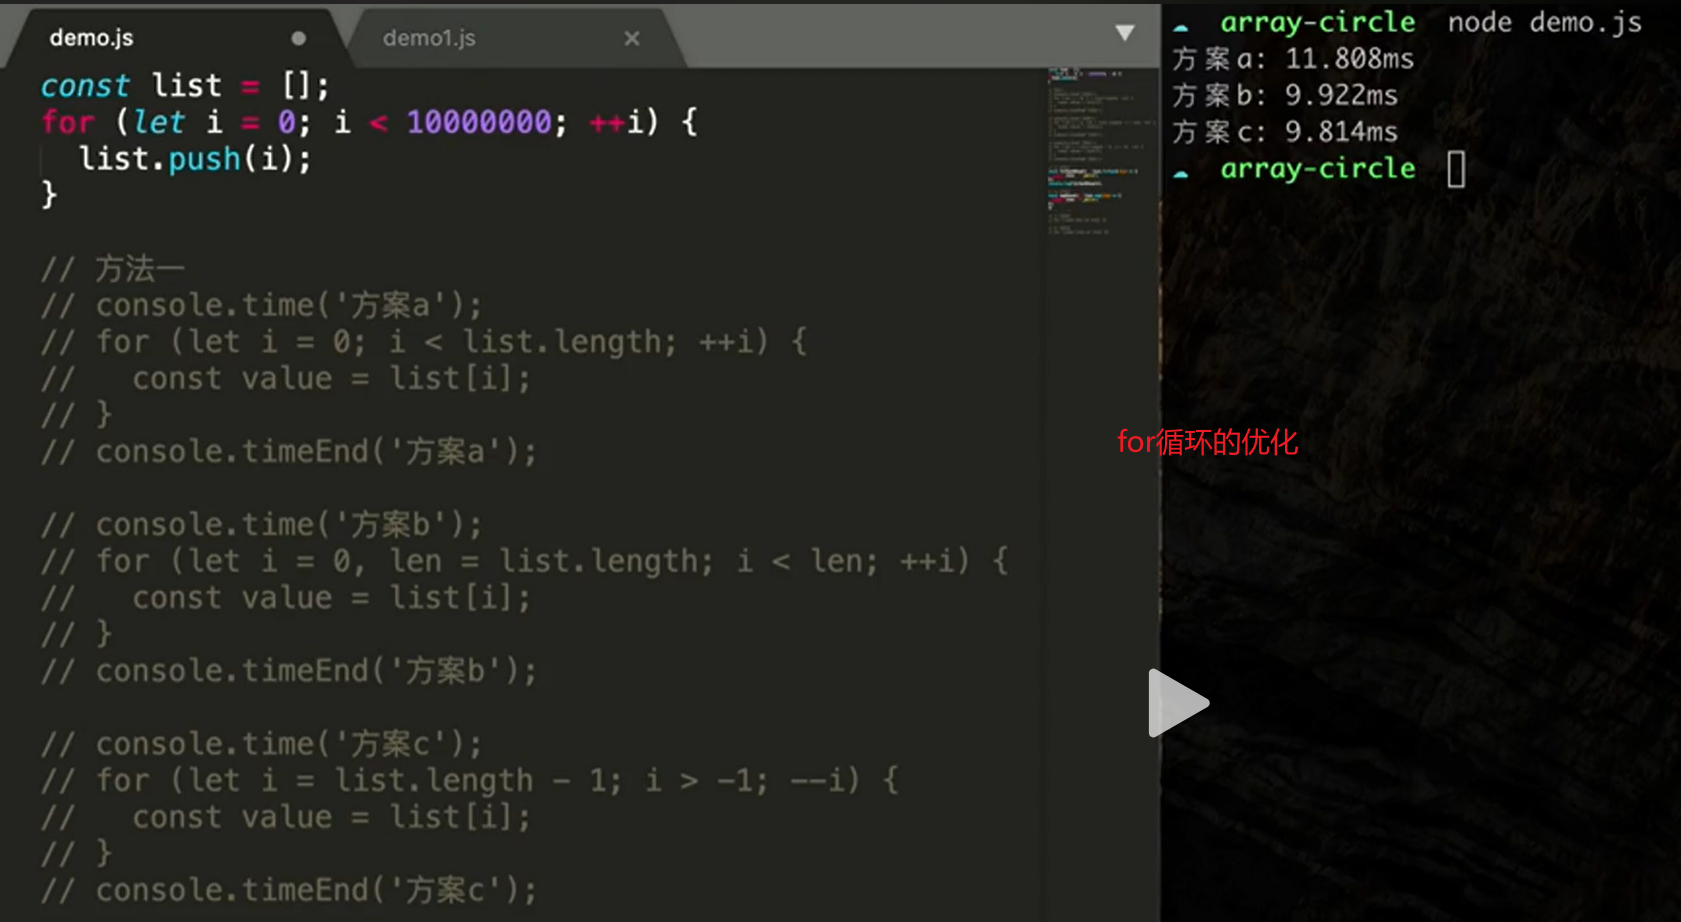 demo.js
demo1.js
const list = [];
for (let i = 0; i < 10000000; ++i) {
  list.push(i);
}
// 方法一
// console.time('方案a');
// for (let i = 0; i < list.length; ++i) {
//   const value = list[i];
// }
// console.timeEnd('方案a');
// console.time('方案b');
// for (let i = 0, len = list.length; i < len; ++i) {
//   const value = list[i];
// }
// console.timeEnd('方案b');
// console.time('方案c');
// for (let i = list.length - 1; i > -1; --i) {
//   const value = list[i];
// }
// console.timeEnd('方案c');
array-circle node demo.js
方案a: 11.808ms
方案b: 9.922ms
方案c: 9.814ms
array-circle
for循环的优化